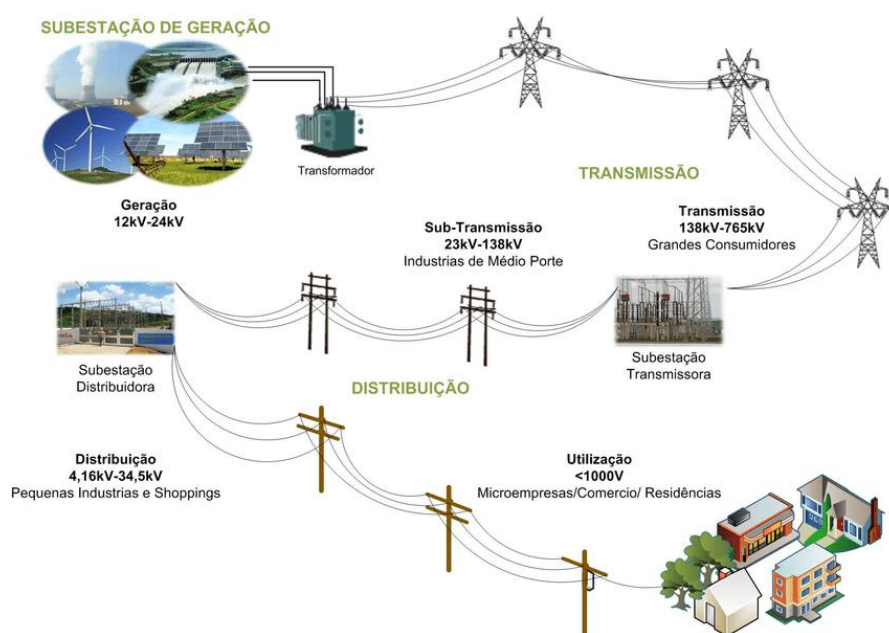 SUBESTAÇÃO DE GERAÇÃO
Transformador
Geração
12kV-24kV
TRANSMISSÃO
Sub-Transmissão
23kV-138kV
Industrias de Médio Porte
Transmissão
138kV-765kV
Grandes Consumidores
Subestação
Distribuidora
Subestação
Transmissora
DISTRIBUIÇÃO
Distribuição
4,16kV-34,5kV
Pequenas Industrias e Shoppings
Utilização
<1000V
Microempresas/Comercio/ Residências